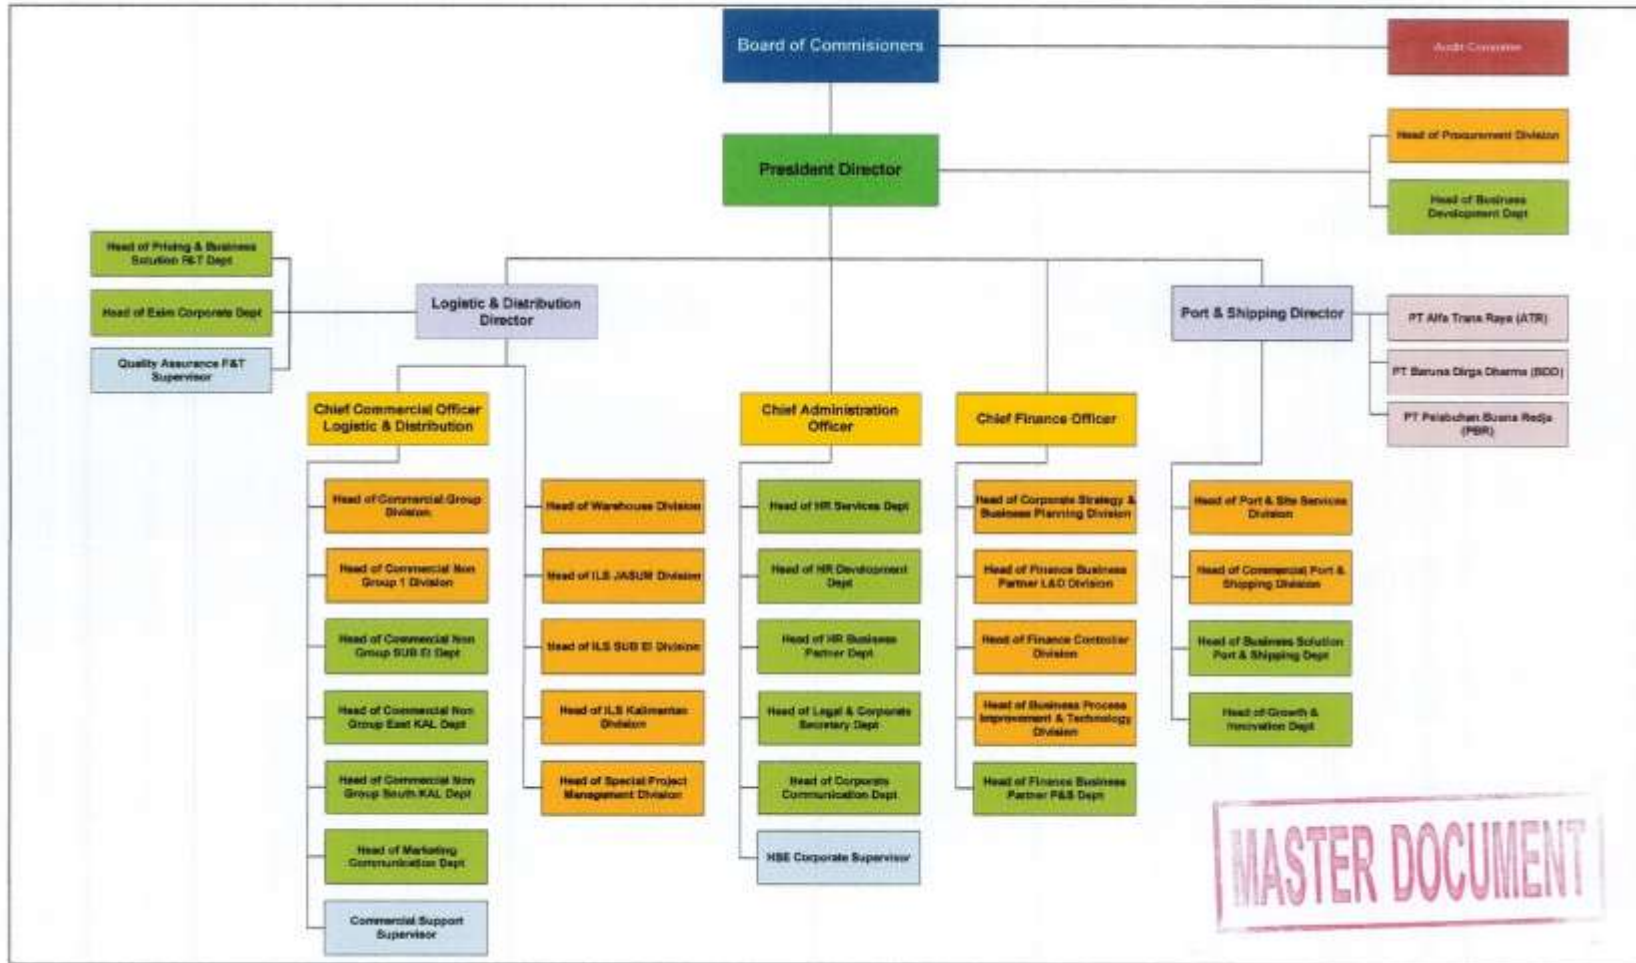 Board of Commisioners
Audit Committee
President Director
Head of Procurement Division
Head of Business
Development Dept
Head of Pricing & Business
Solution F&T Dept
Head of Exim Corporate Dept
Quality Assurance F&T
Supervisor
Logistic & Distribution
Director
Port & Shipping Director
PT Alfa Trans Raya (ATR)
PT Baruna Dirga Dharma (BDD)
PT Pelabuhan Buana Redja
(PBR)
Chief Commercial Officer
Logistic & Distribution
Chief Administration
Officer
Chief Finance Officer
Head of Commercial Group
Division
Head of Commercial Non
Group 1 Division
Head of Commercial Non
Group SUB EI Dept
Head of Commercial Non
Group East KAL Dept
Head of Commercial Non
Group South KAL Dept
Head of Marketing
Communication Dept
Commercial Support
Supervisor
Head of Warehouse Division
Head of ILS JASUM Division
Head of ILS SUB EI Division
Head of ILS Kalimantan
Division
Head of Special Project
Management Division
Head of HR Services Dept
Head of HR Development
Dept
Head of HR Business
Partner Dept
Head of Legal & Corporate
Secretary Dept
Head of Corporate
Communication Dept
HSE Corporate Supervisor
Head of Corporate Strategy &
Business Planning Division
Head of Finance Business
Partner L&D Division
Head of Finance Controller
Division
Head of Business Process
Improvement & Technology
Division
Head of Finance Business
Partner P&S Dept
Head of Port & Site Services
Division
Head of Commercial Port &
Shipping Division
Head of Business Solution
Port & Shipping Dept
Head of Growth &
Innovation Dept
MASTER DOCUMENT